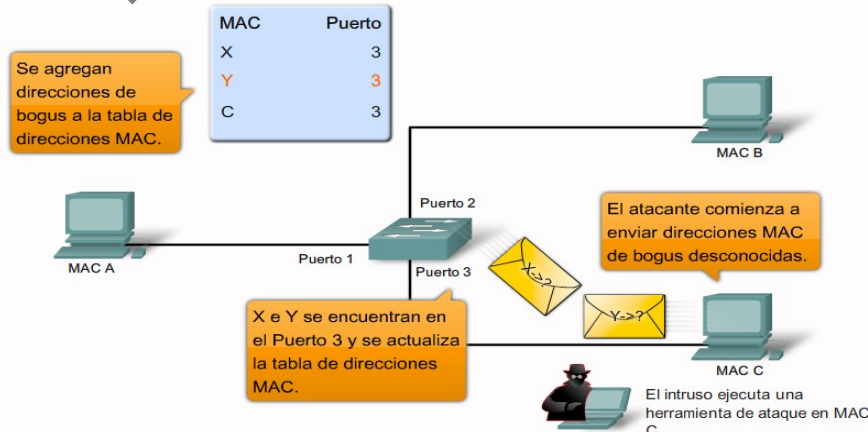 MAC Puerto
X 3
Y 3
C 3
Se agregan
direcciones de
bogus a la tabla de
direcciones MAC.
MAC B
Puerto 2
El atacante comienza a
enviar direcciones MAC
de bogus desconocidas.
MAC A
Puerto 1
Puerto 3
X->?
Y->?
X e Y se encuentran en
el Puerto 3 y se actualiza
la tabla de direcciones
MAC.
MAC C
El intruso ejecuta una
herramienta de ataque en MAC
C